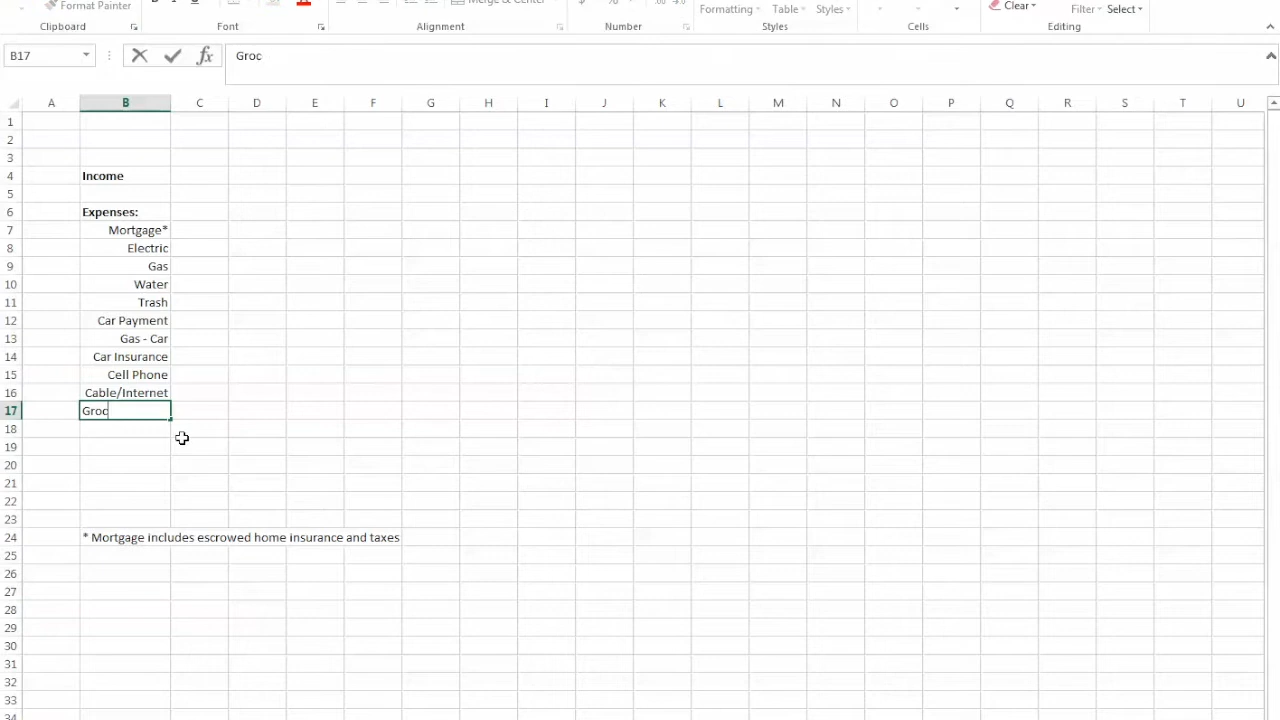 Format Painter
Merge & Center
Formatting Table Styles
Clear
Filter Select
Clipboard Font Alignment Number Styles Cells Editing
B17 fx Groc
A B C D E F G H I J K L M N O P Q R S T U
1
2
3
4 Income
5
6 Expenses:
7 Mortgage*
8 Electric
9 Gas
10 Water
11 Trash
12 Car Payment
13 Gas - Car
14 Car Insurance
15 Cell Phone
16 Cable/Internet
17 Groc
18
19
20
21
22
23
24 * Mortgage includes escrowed home insurance and taxes
25
26
27
28
29
30
31
32
33
34